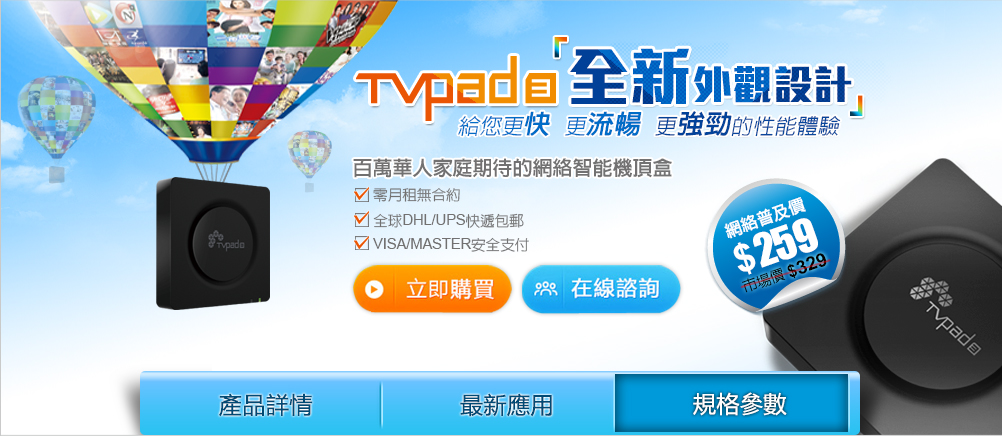 TVpad3「全新外觀設計」
給您更快 更流暢 更強勁的性能體驗
百萬華人家庭期待的網絡智能機頂盒
零月租無合約
全球DHL/UPS快遞包郵
VISA/MASTER安全支付
立即購買
在線諮詢
網絡普及價
$259
市場價 $329
TVpad3
TVpad3
產品詳情
最新應用
規格參數